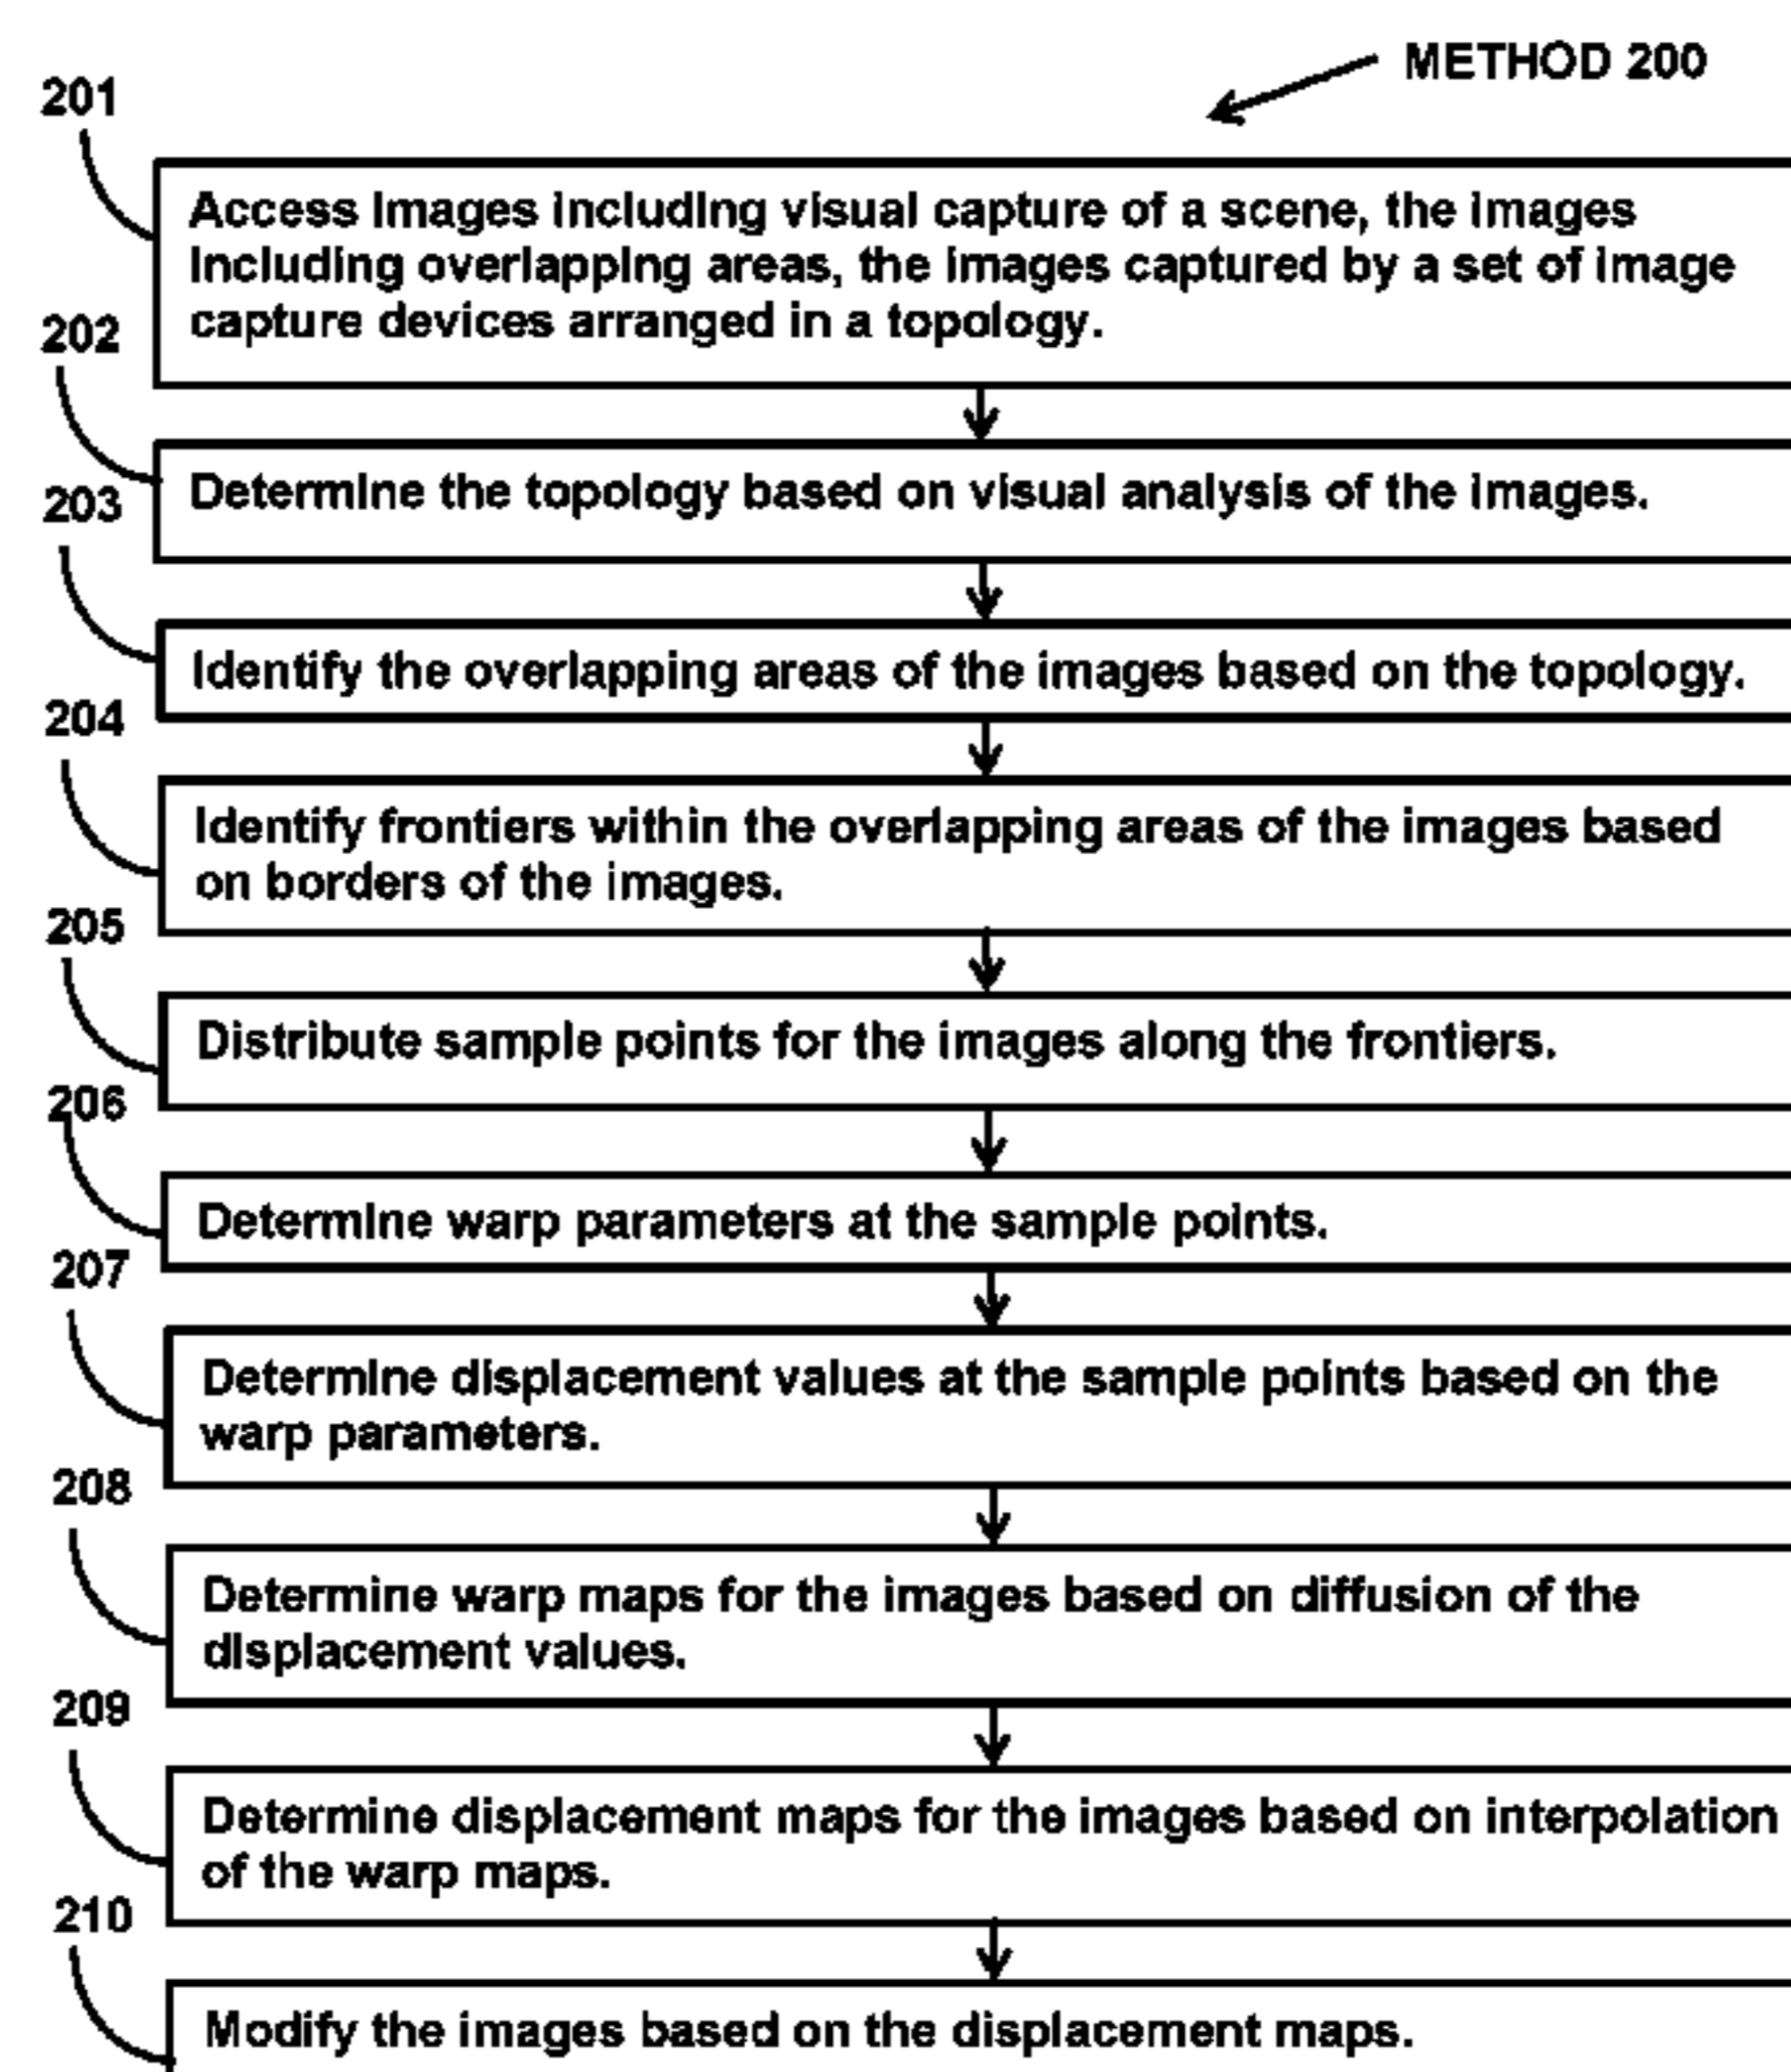 METHOD 200
201
Access images including visual capture of a scene, the images
including overlapping areas, the images captured by a set of image
capture devices arranged in a topology.
202
Determine the topology based on visual analysis of the images.
203
Identify the overlapping areas of the images based on the topology.
204
Identify frontiers within the overlapping areas of the images based
on borders of the images.
205
Distribute sample points for the images along the frontiers.
206
Determine warp parameters at the sample points.
207
Determine displacement values at the sample points based on the
warp parameters.
208
Determine warp maps for the images based on diffusion of the
displacement values.
209
Determine displacement maps for the images based on interpolation
of the warp maps.
210
Modify the images based on the displacement maps.